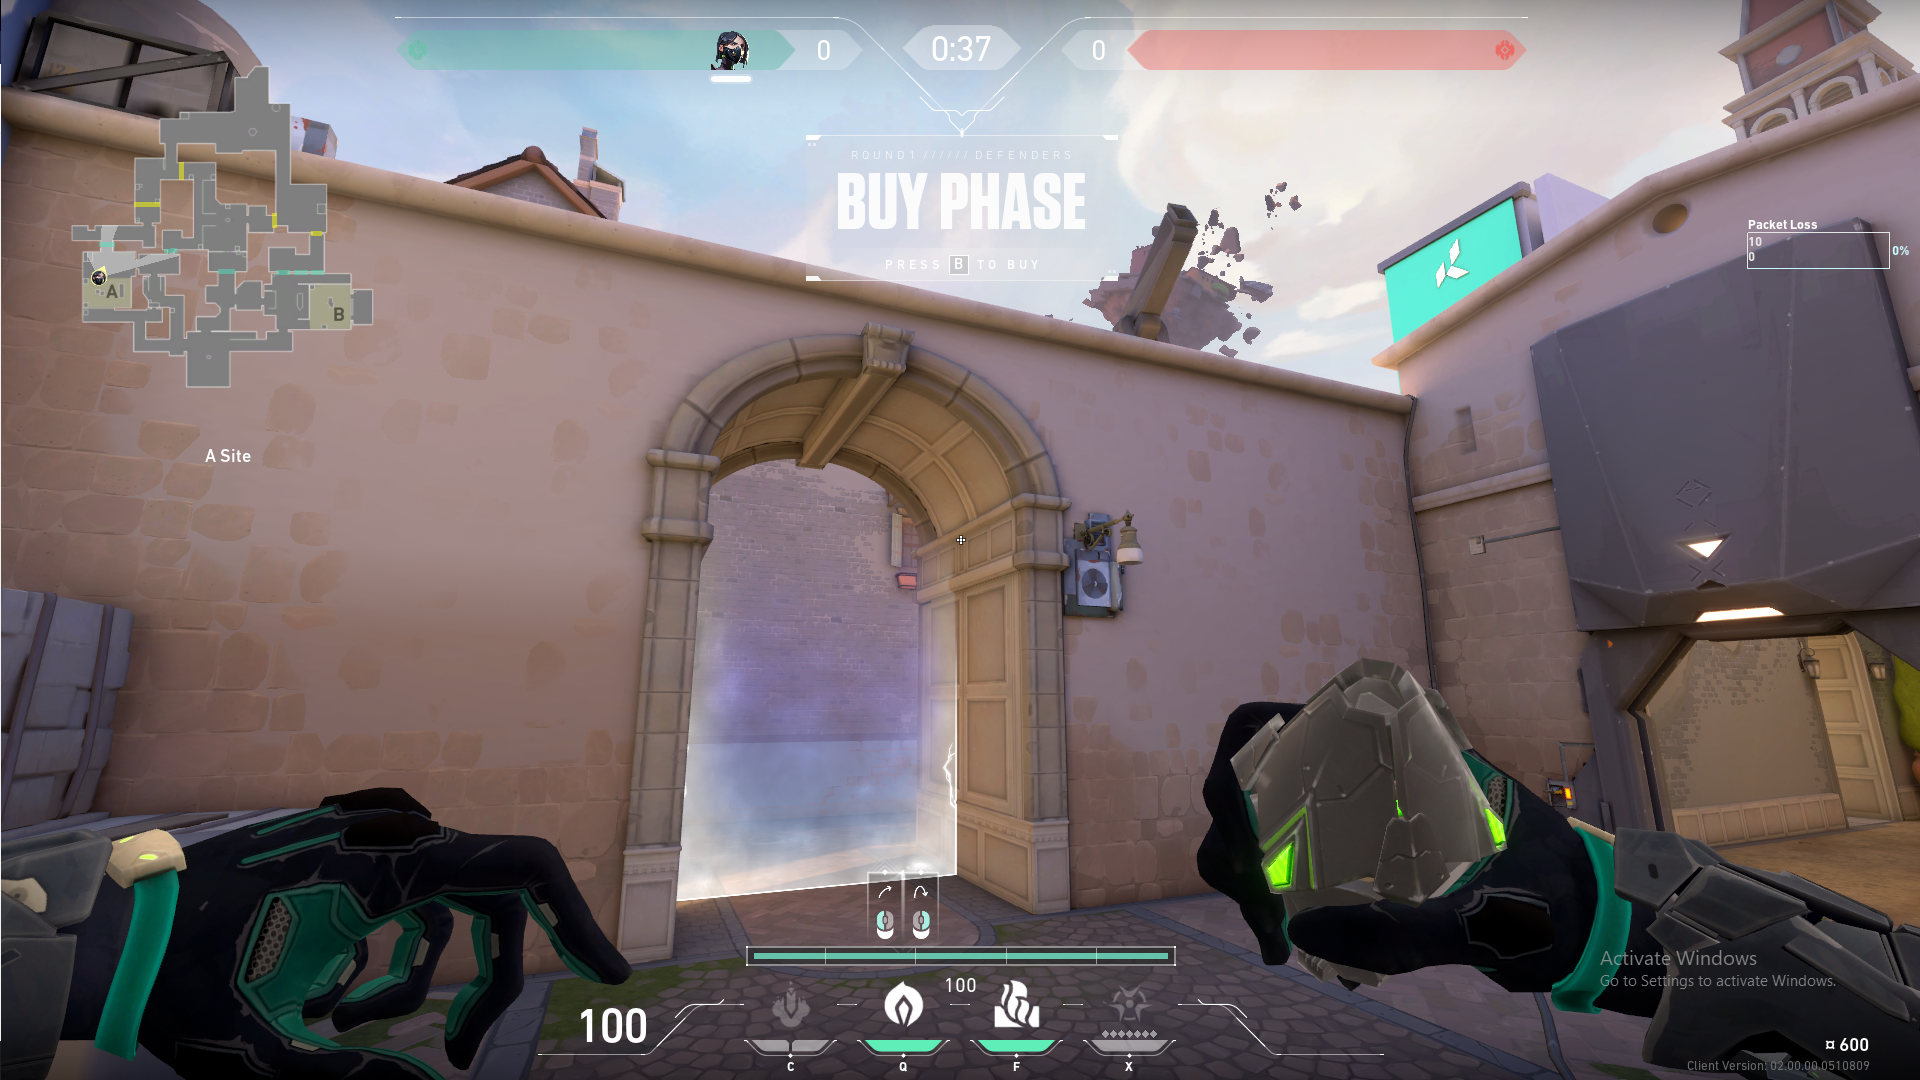 0
0:37
0
ROUND 1 ////// DEFENDERS
BUY PHASE
PRESS B TO BUY
Packet Loss
10
0
0%
A
B
A Site
100
100
C
Q
F
X
Activate Windows
Go to Settings to activate Windows.
¤ 600
Client Version: 02.00.00.0510809